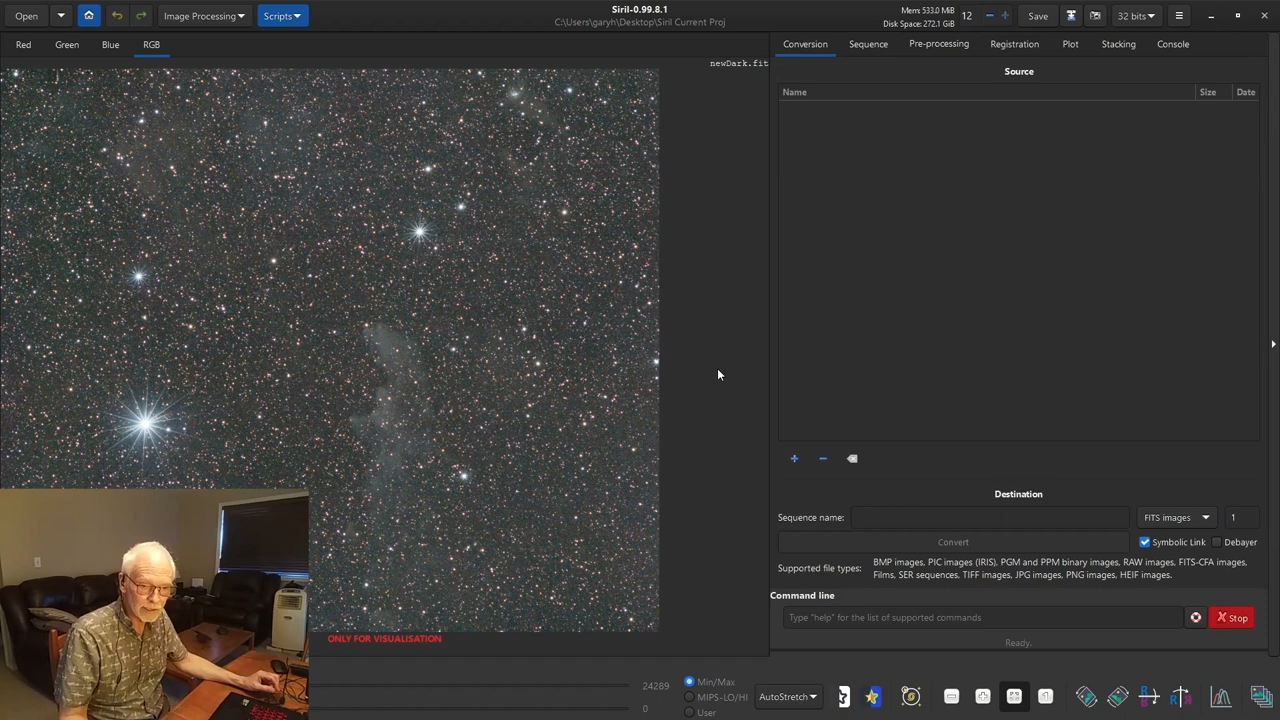 Siril-0.99.8.1
Open
Image Processing
Scripts
C:\Users\garyh\Desktop\Siril Current Proj
Mem: 533.0 MiB
Disk Space: 272.1 GiB
12
Save
32 bits
Red
Green
Blue
RGB
Conversion
Sequence
Pre-processing
Registration
Plot
Stacking
Console
newDark.fit
Source
Name
Size
Date
Destination
Sequence name:
FITS images
1
Convert
Symbolic Link
Debayer
Supported file types:
BMP images, PIC images (IRIS), PGM and PPM binary images, RAW images, FITS-CFA images,
Films, SER sequences, TIFF images, JPG images, PNG images, HEIF images.
Command line
Type "help" for the list of supported commands
Stop
Ready.
ONLY FOR VISUALISATION
24289
0
Min/Max
MIPS-LO/HI
User
AutoStretch